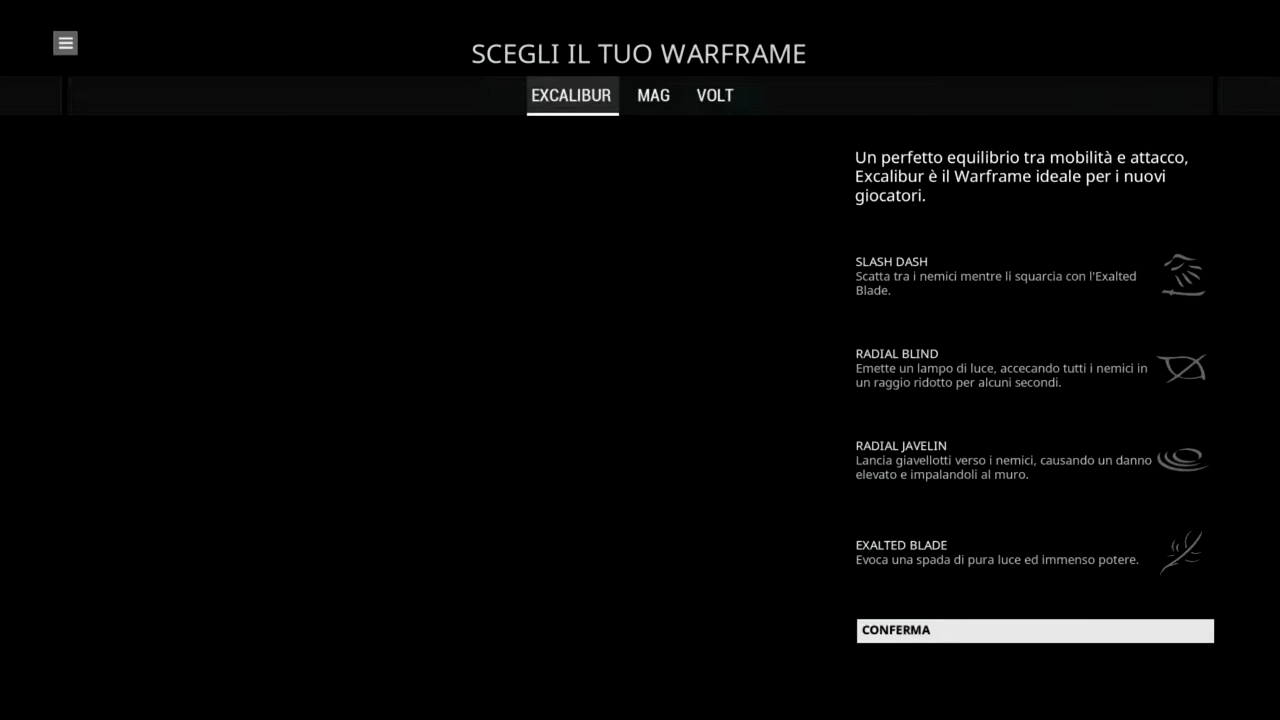 SCEGLI IL TUO WARFRAME
EXCALIBUR MAG VOLT
Un perfetto equilibrio tra mobilità e attacco,
Excalibur è il Warframe ideale per i nuovi
giocatori.
SLASH DASH
Scatta tra i nemici mentre li squarcia con l'Exalted
Blade.
RADIAL BLIND
Emette un lampo di luce, accecando tutti i nemici in
un raggio ridotto per alcuni secondi.
RADIAL JAVELIN
Lancia giavellotti verso i nemici, causando un danno
elevato e impalandoli al muro.
EXALTED BLADE
Evoca una spada di pura luce ed immenso potere.
CONFERMA